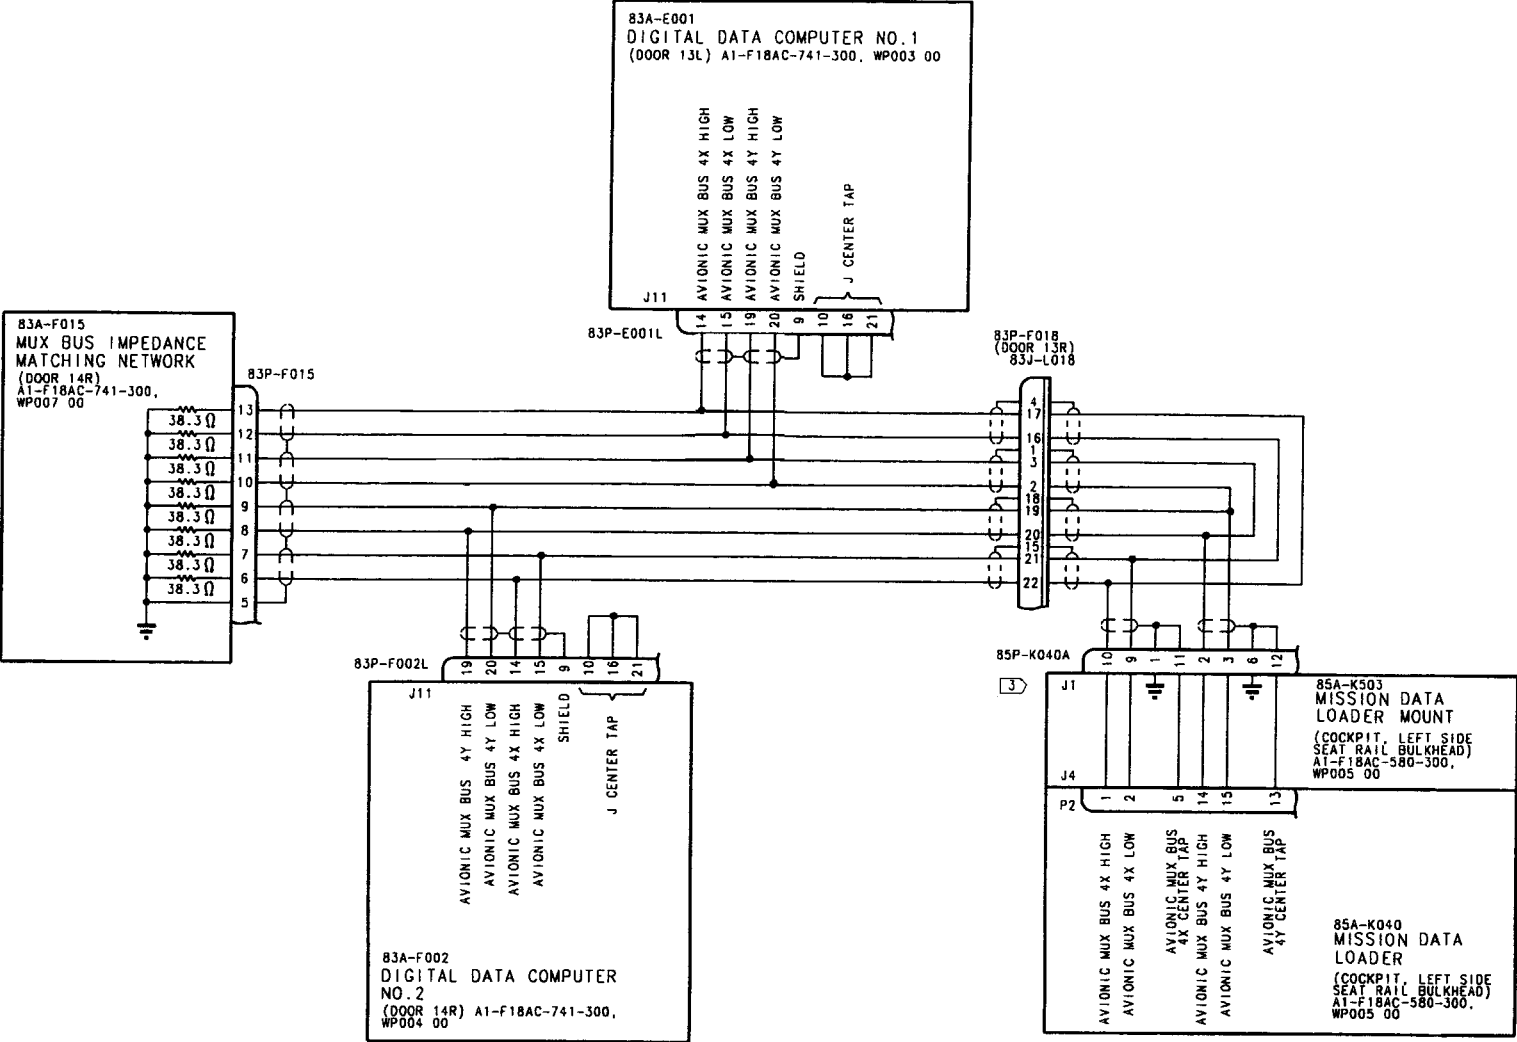 83A-E001
DIGITAL DATA COMPUTER NO.1
(DOOR 13L) A1-F18AC-741-300, WP003 00
AVIONIC MUX BUS 4X HIGH
AVIONIC MUX BUS 4X LOW
AVIONIC MUX BUS 4Y HIGH
AVIONIC MUX BUS 4Y LOW
SHIELD
J CENTER TAP
J11
83P-E001L
14 15 19 20 9 10 16 21
83A-F015
MUX BUS IMPEDANCE
MATCHING NETWORK
(DOOR 14R)
A1-F18AC-741-300,
WP007 00
83P-F015
38.3Ω
38.3Ω
38.3Ω
38.3Ω
38.3Ω
38.3Ω
38.3Ω
38.3Ω
13
12
11
10
9
8
7
6
5
83P-F018
(DOOR 13R)
83J-L018
4
17
16
1
3
2
18
19
20
15
21
22
83P-F002L
19 20 14 15 9 10 16 21
J11
AVIONIC MUX BUS 4Y HIGH
AVIONIC MUX BUS 4Y LOW
AVIONIC MUX BUS 4X HIGH
AVIONIC MUX BUS 4X LOW
SHIELD
J CENTER TAP
83A-F002
DIGITAL DATA COMPUTER
NO.2
(DOOR 14R) A1-F18AC-741-300,
WP004 00
85P-K040A
10 9 1 11 2 3 6 12
3
J1
85A-K503
MISSION DATA
LOADER MOUNT
(COCKPIT, LEFT SIDE
SEAT RAIL BULKHEAD)
A1-F18AC-580-300,
WP005 00
J4
P2
1 2 5 14 15 13
AVIONIC MUX BUS 4X HIGH
AVIONIC MUX BUS 4X LOW
AVIONIC MUX BUS
4X CENTER TAP
AVIONIC MUX BUS 4Y HIGH
AVIONIC MUX BUS 4Y LOW
AVIONIC MUX BUS
4Y CENTER TAP
85A-K040
MISSION DATA
LOADER
(COCKPIT, LEFT SIDE
SEAT RAIL BULKHEAD)
A1-F18AC-580-300,
WP005 00